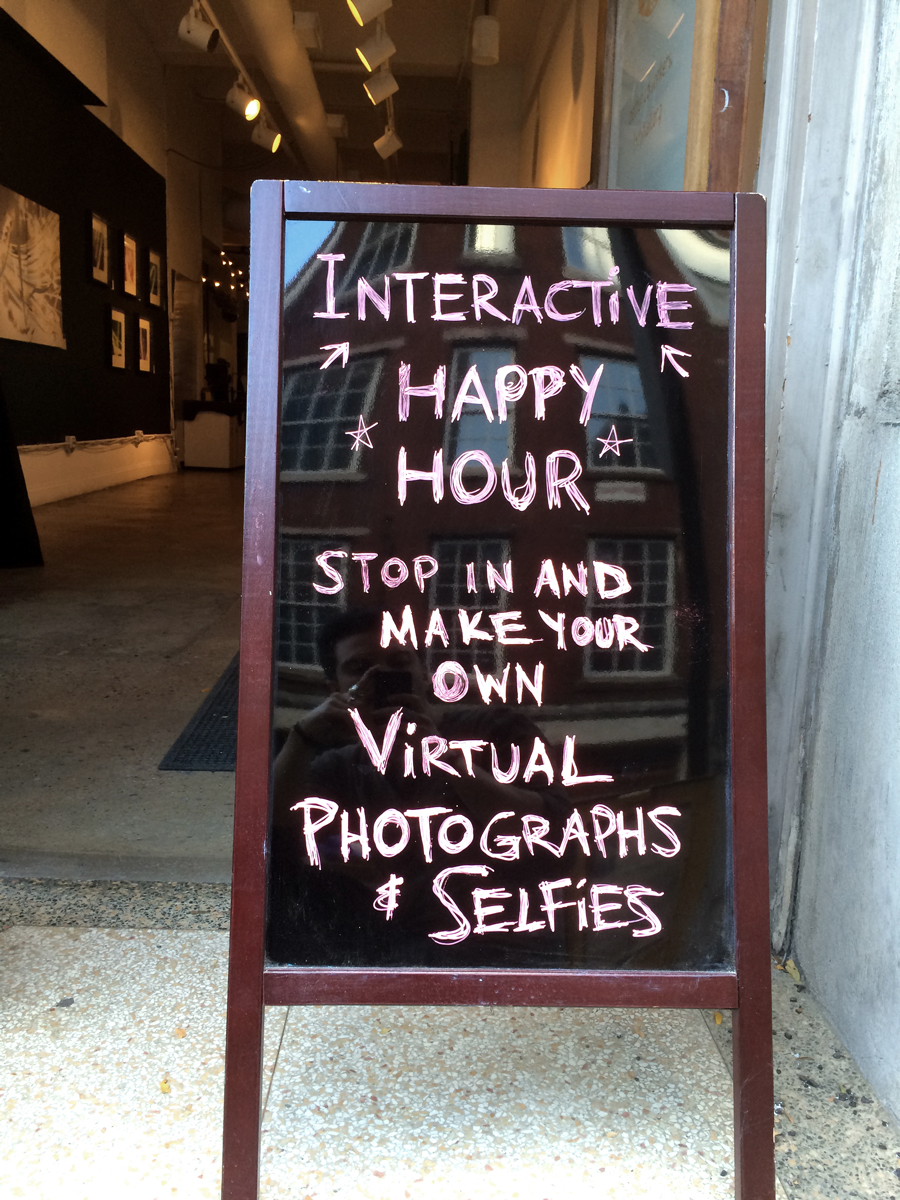 INTERACTiVE
HAPPY
HOUR
STOP IN AND
MAKE YOUR
OWN
ViRTUAL
PHOTOGRAPHS
& SELFiES